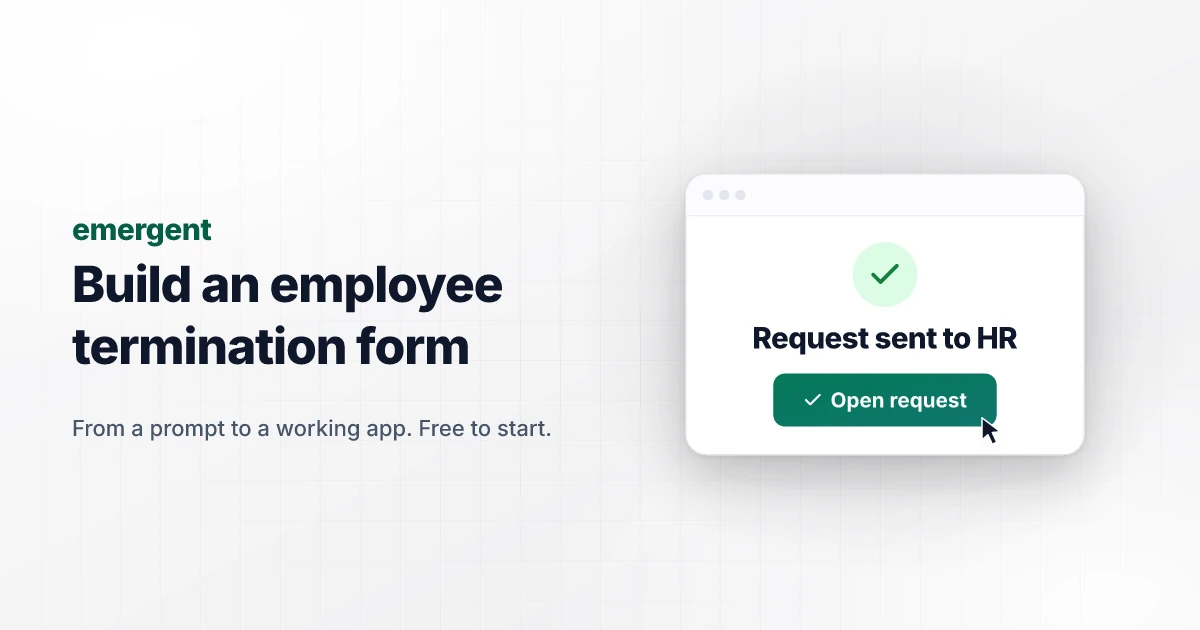 emergent
Build an employee
termination form
From a prompt to a working app. Free to start.
Request sent to HR
Open request